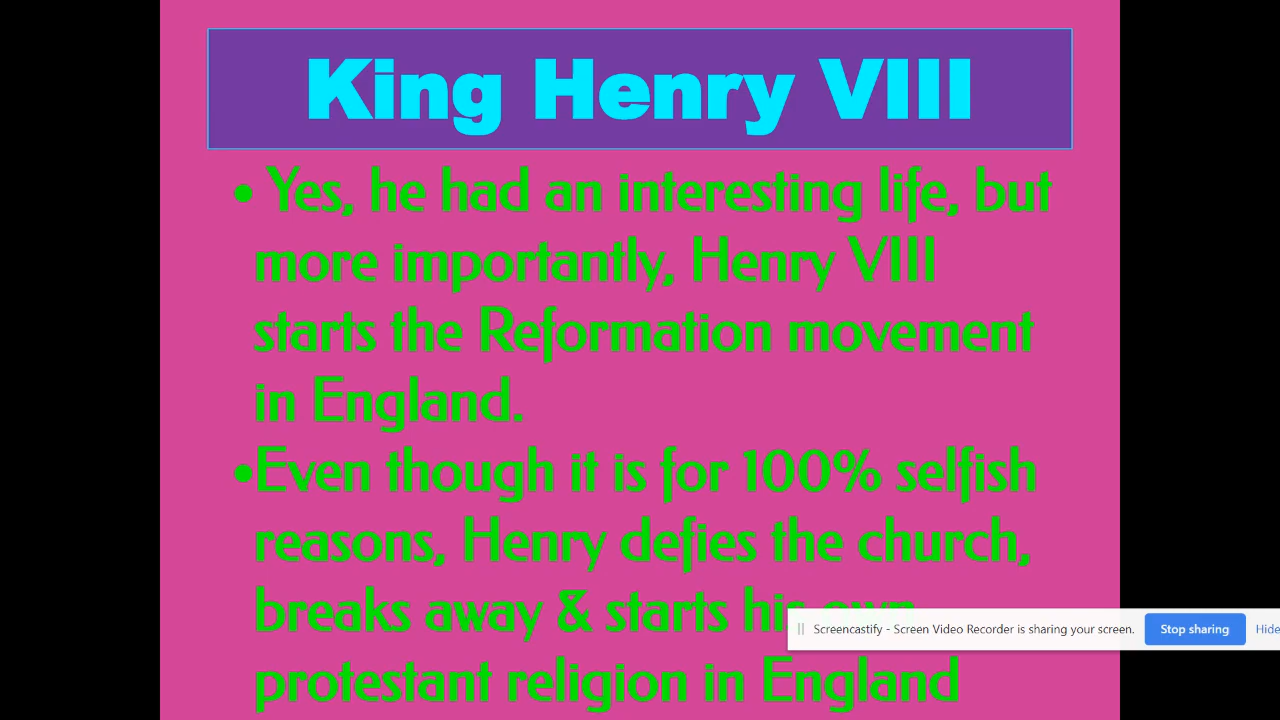 King Henry VIII
• Yes, he had an interesting life, but
more importantly, Henry VIII
starts the Reformation movement
in England.
•Even though it is for 100% selfish
reasons, Henry defies the church,
breaks away & starts his own
protestant religion in England
Screencastify - Screen Video Recorder is sharing your screen. Stop sharing Hide